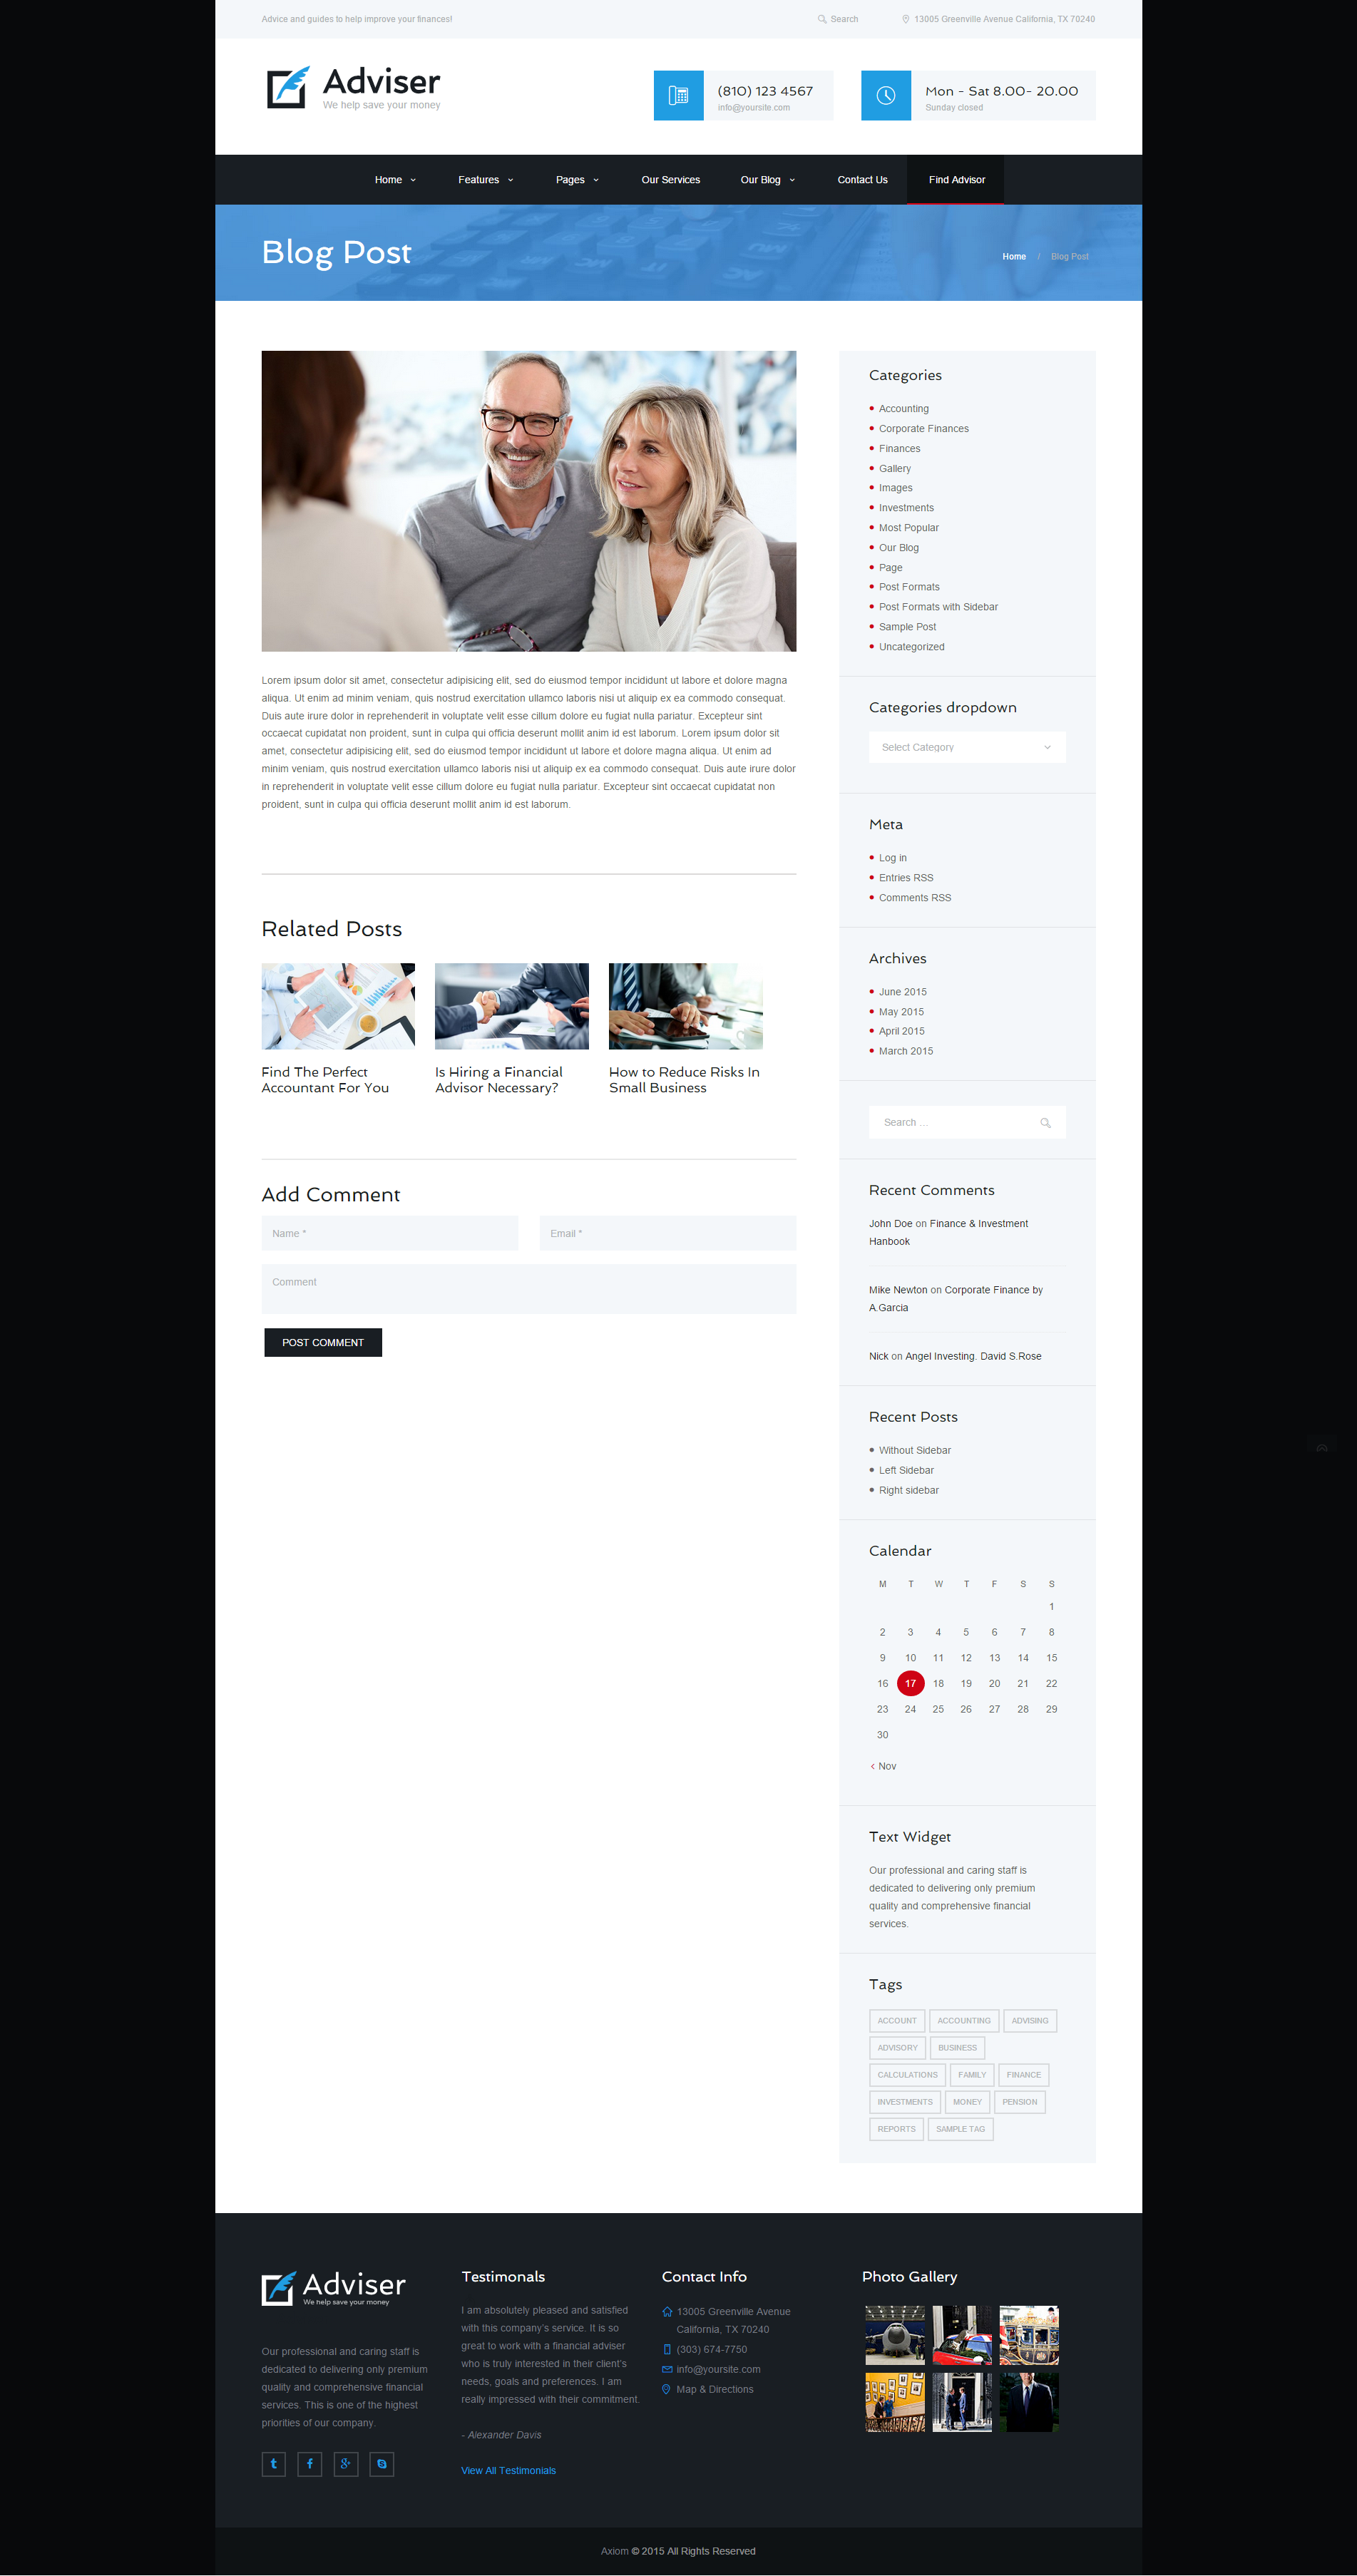 Advice and guides to help improve your finances!
Search
13005 Greenville Avenue California, TX 70240
Adviser
We help save your money
(810) 123 4567
info@yoursite.com
Mon - Sat 8.00- 20.00
Sunday closed
Home
Features
Pages
Our Services
Our Blog
Contact Us
Find Advisor
Blog Post
Home / Blog Post
Lorem ipsum dolor sit amet, consectetur adipisicing elit, sed do eiusmod tempor incididunt ut labore et dolore magna
aliqua. Ut enim ad minim veniam, quis nostrud exercitation ullamco laboris nisi ut aliquip ex ea commodo consequat.
Duis aute irure dolor in reprehenderit in voluptate velit esse cillum dolore eu fugiat nulla pariatur. Excepteur sint
occaecat cupidatat non proident, sunt in culpa qui officia deserunt mollit anim id est laborum. Lorem ipsum dolor sit
amet, consectetur adipisicing elit, sed do eiusmod tempor incididunt ut labore et dolore magna aliqua. Ut enim ad
minim veniam, quis nostrud exercitation ullamco laboris nisi ut aliquip ex ea commodo consequat. Duis aute irure dolor
in reprehenderit in voluptate velit esse cillum dolore eu fugiat nulla pariatur. Excepteur sint occaecat cupidatat non
proident, sunt in culpa qui officia deserunt mollit anim id est laborum.
Related Posts
Find The Perfect
Accountant For You
Is Hiring a Financial
Advisor Necessary?
How to Reduce Risks In
Small Business
Add Comment
Name *
Email *
Comment
POST COMMENT
Categories
Accounting
Corporate Finances
Finances
Gallery
Images
Investments
Most Popular
Our Blog
Page
Post Formats
Post Formats with Sidebar
Sample Post
Uncategorized
Categories dropdown
Select Category
Meta
Log in
Entries RSS
Comments RSS
Archives
June 2015
May 2015
April 2015
March 2015
Search …
Recent Comments
John Doe on Finance & Investment
Hanbook
Mike Newton on Corporate Finance by
A.Garcia
Nick on Angel Investing. David S.Rose
Recent Posts
Without Sidebar
Left Sidebar
Right sidebar
Calendar
M T W T F S S
1
2 3 4 5 6 7 8
9 10 11 12 13 14 15
16 17 18 19 20 21 22
23 24 25 26 27 28 29
30
‹ Nov
Text Widget
Our professional and caring staff is
dedicated to delivering only premium
quality and comprehensive financial
services.
Tags
ACCOUNT ACCOUNTING ADVISING
ADVISORY BUSINESS
CALCULATIONS FAMILY FINANCE
INVESTMENTS MONEY PENSION
REPORTS SAMPLE TAG
Adviser
We help save your money
Our professional and caring staff is
dedicated to delivering only premium
quality and comprehensive financial
services. This is one of the highest
priorities of our company.
Testimonals
I am absolutely pleased and satisfied
with this company's service. It is so
great to work with a financial adviser
who is truly interested in their client's
needs, goals and preferences. I am
really impressed with their commitment.
- Alexander Davis
View All Testimonials
Contact Info
13005 Greenville Avenue
California, TX 70240
(303) 674-7750
info@yoursite.com
Map & Directions
Photo Gallery
Axiom © 2015 All Rights Reserved